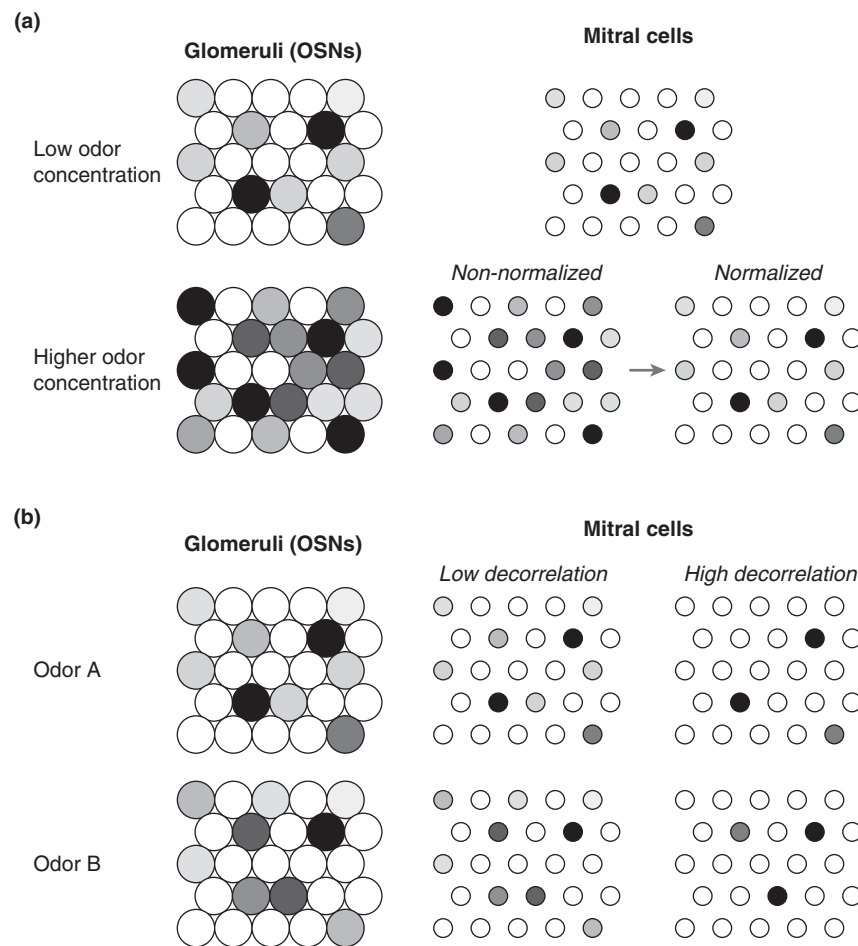 (a)
Glomeruli (OSNs)
Mitral cells
Low odor
concentration
Non-normalized
Normalized
Higher odor
concentration
(b)
Glomeruli (OSNs)
Mitral cells
Low decorrelation
High decorrelation
Odor A
Odor B